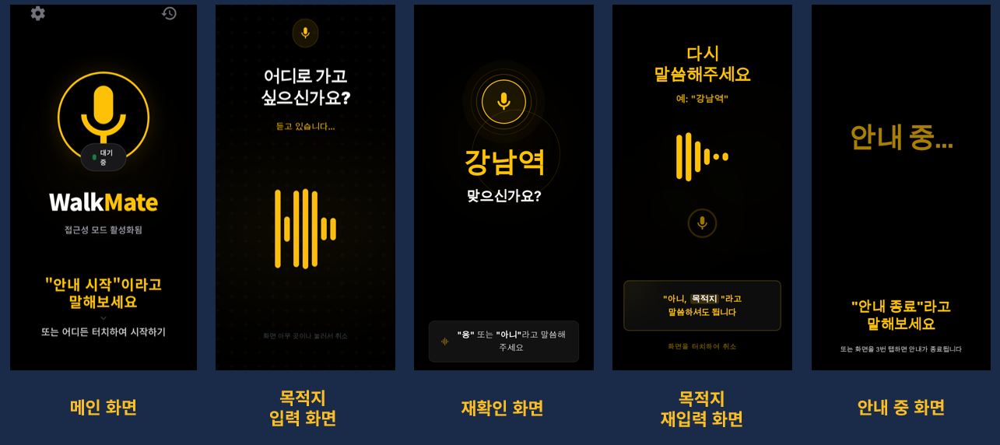 대기
중
WalkMate
접근성 모드 활성화됨
"안내 시작"이라고
말해보세요
또는 어디든 터치하여 시작하기
메인 화면
어디로 가고
싶으신가요?
듣고 있습니다...
화면 아무 곳이나 눌러서 취소
목적지
입력 화면
강남역
맞으신가요?
"응" 또는 "아니"라고 말씀해
주세요
재확인 화면
다시
말씀해주세요
예: "강남역"
"아니, 목적지 "라고
말씀하셔도 됩니다
화면을 터치하여 취소
목적지
재입력 화면
안내 중...
"안내 종료"라고
말해보세요
또는 화면을 3번 탭하면 안내가 종료됩니다
안내 중 화면